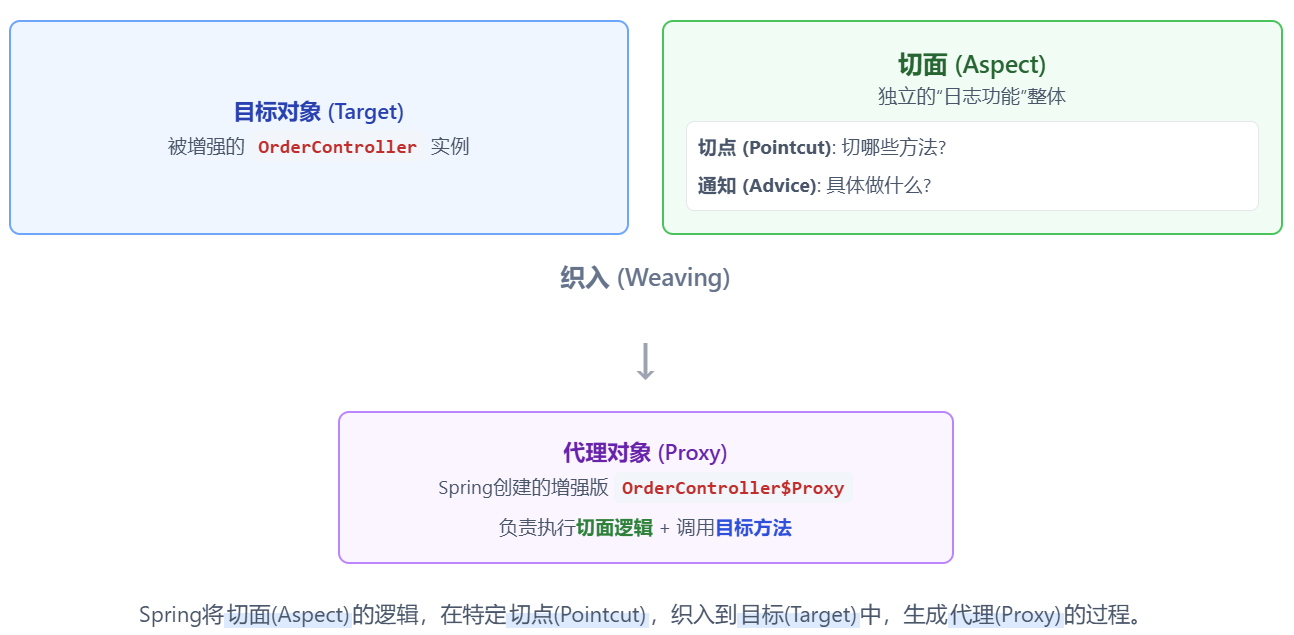 目标对象 (Target)
被增强的 OrderController 实例
切面 (Aspect)
独立的“日志功能”整体
切点 (Pointcut): 切哪些方法?
通知 (Advice): 具体做什么?
织入 (Weaving)
↓
代理对象 (Proxy)
Spring创建的增强版 OrderController$Proxy
负责执行切面逻辑 + 调用目标方法
Spring将切面(Aspect)的逻辑，在特定切点(Pointcut)，织入到目标(Target)中，生成代理(Proxy)的过程。